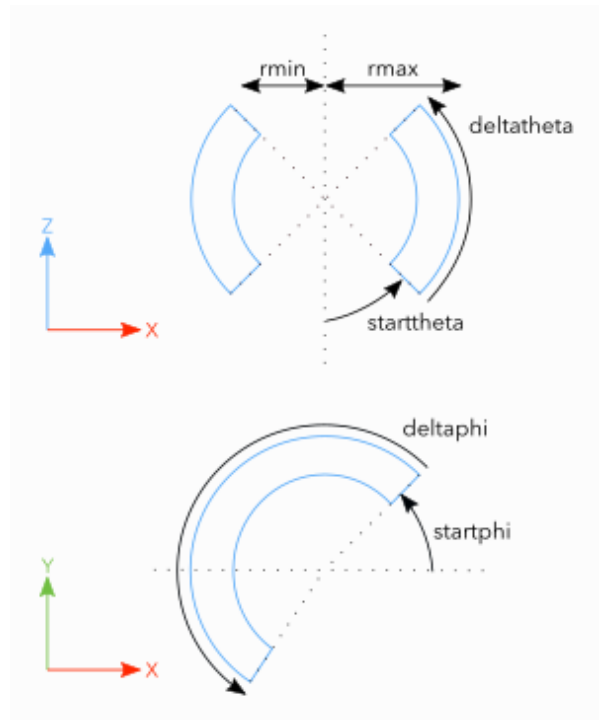 rmin
rmax
deltatheta
Z
X
starttheta
deltaphi
startphi
Y
X